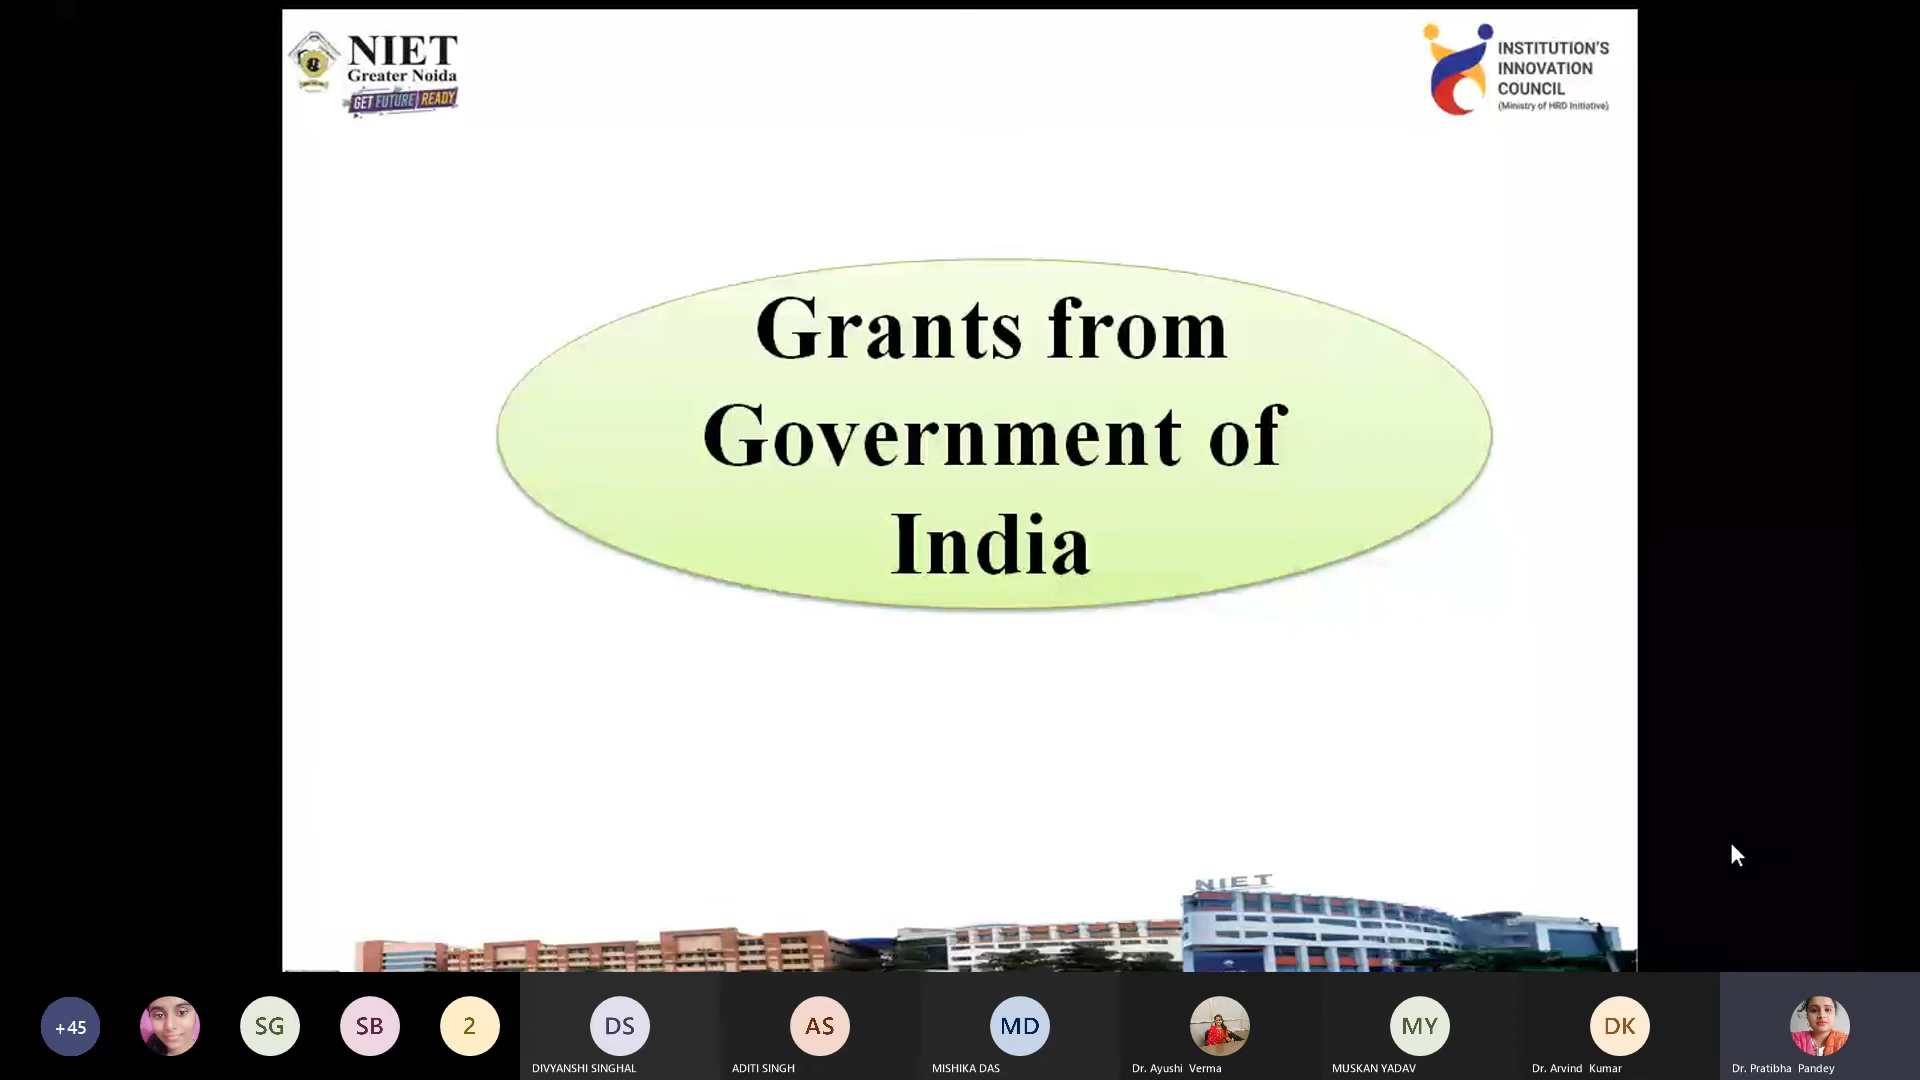 NIET
Greater Noida
GET FUTURE READY
INSTITUTION'S
INNOVATION
COUNCIL
(Ministry of HRD Initiative)
Grants from
Government of
India
NIET
+45
SG
SB
2
DS
AS
MD
MY
DK
DIVYANSHI SINGHAL
ADITI SINGH
MISHIKA DAS
Dr. Ayushi Verma
MUSKAN YADAV
Dr. Arvind Kumar
Dr. Pratibha Pandey